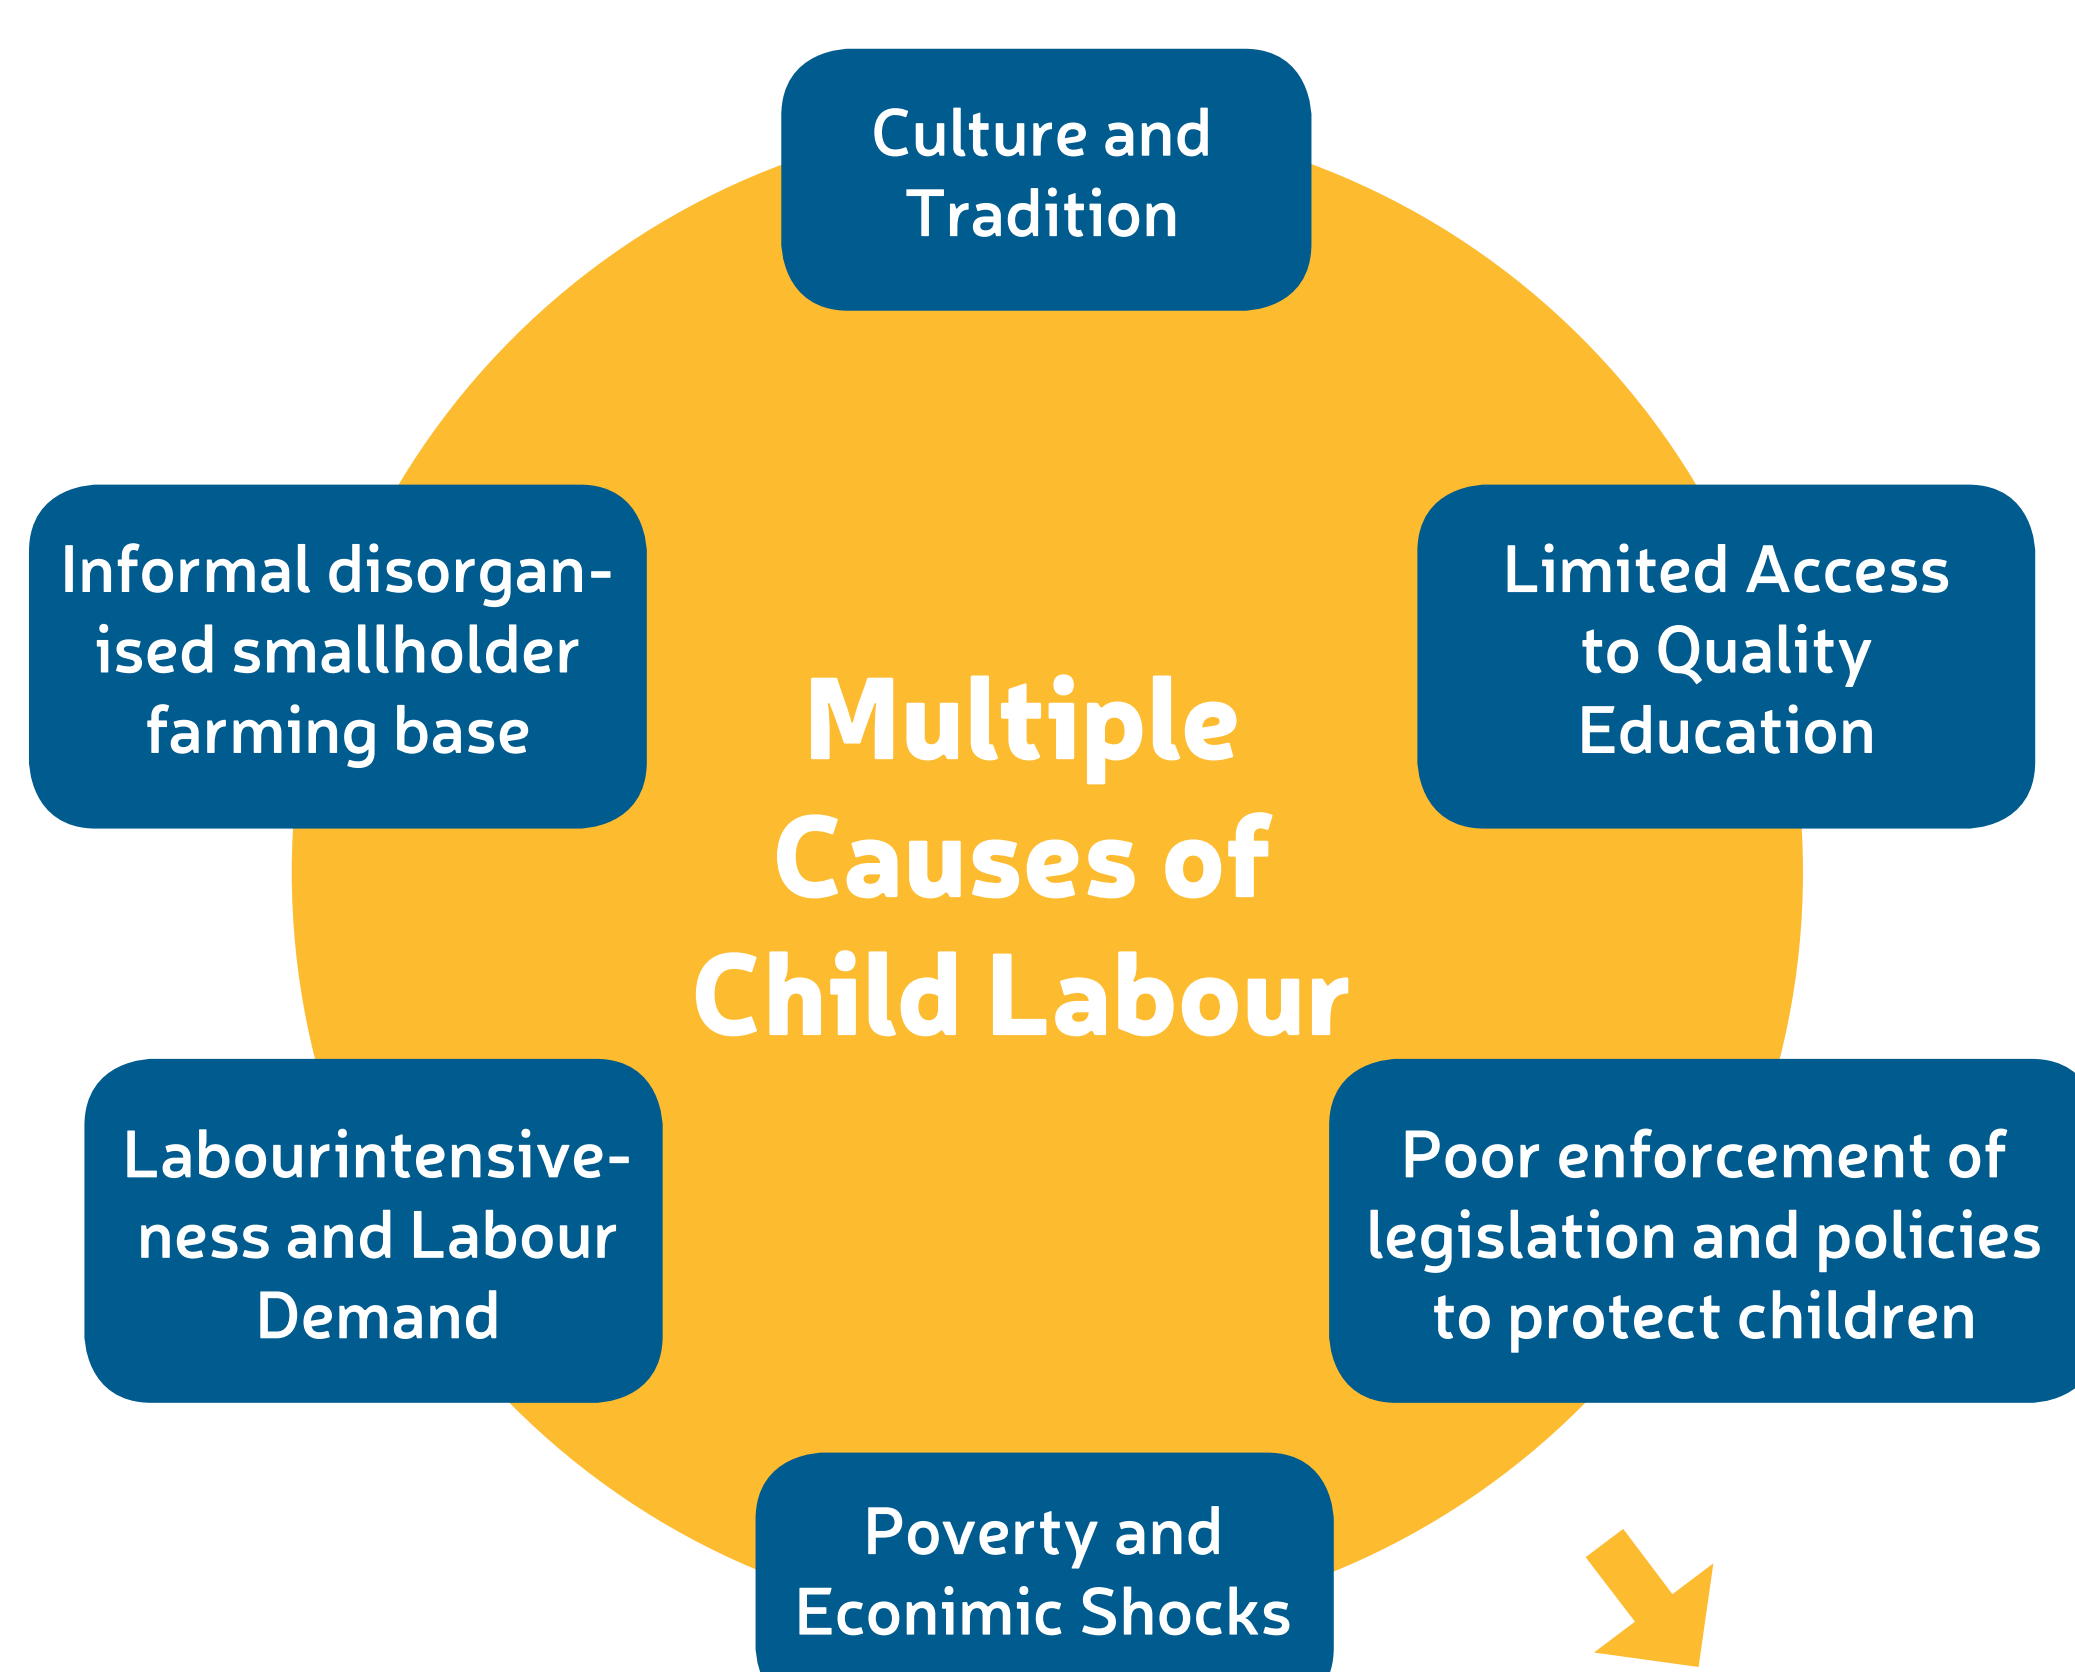 Culture and
Tradition
Informal disorgan-
ised smallholder
farming base
Limited Access
to Quality
Education
Multiple
Causes of
Child Labour
Labourintensive-
ness and Labour
Demand
Poor enforcement of
legislation and policies
to protect children
Poverty and
Econimic Shocks